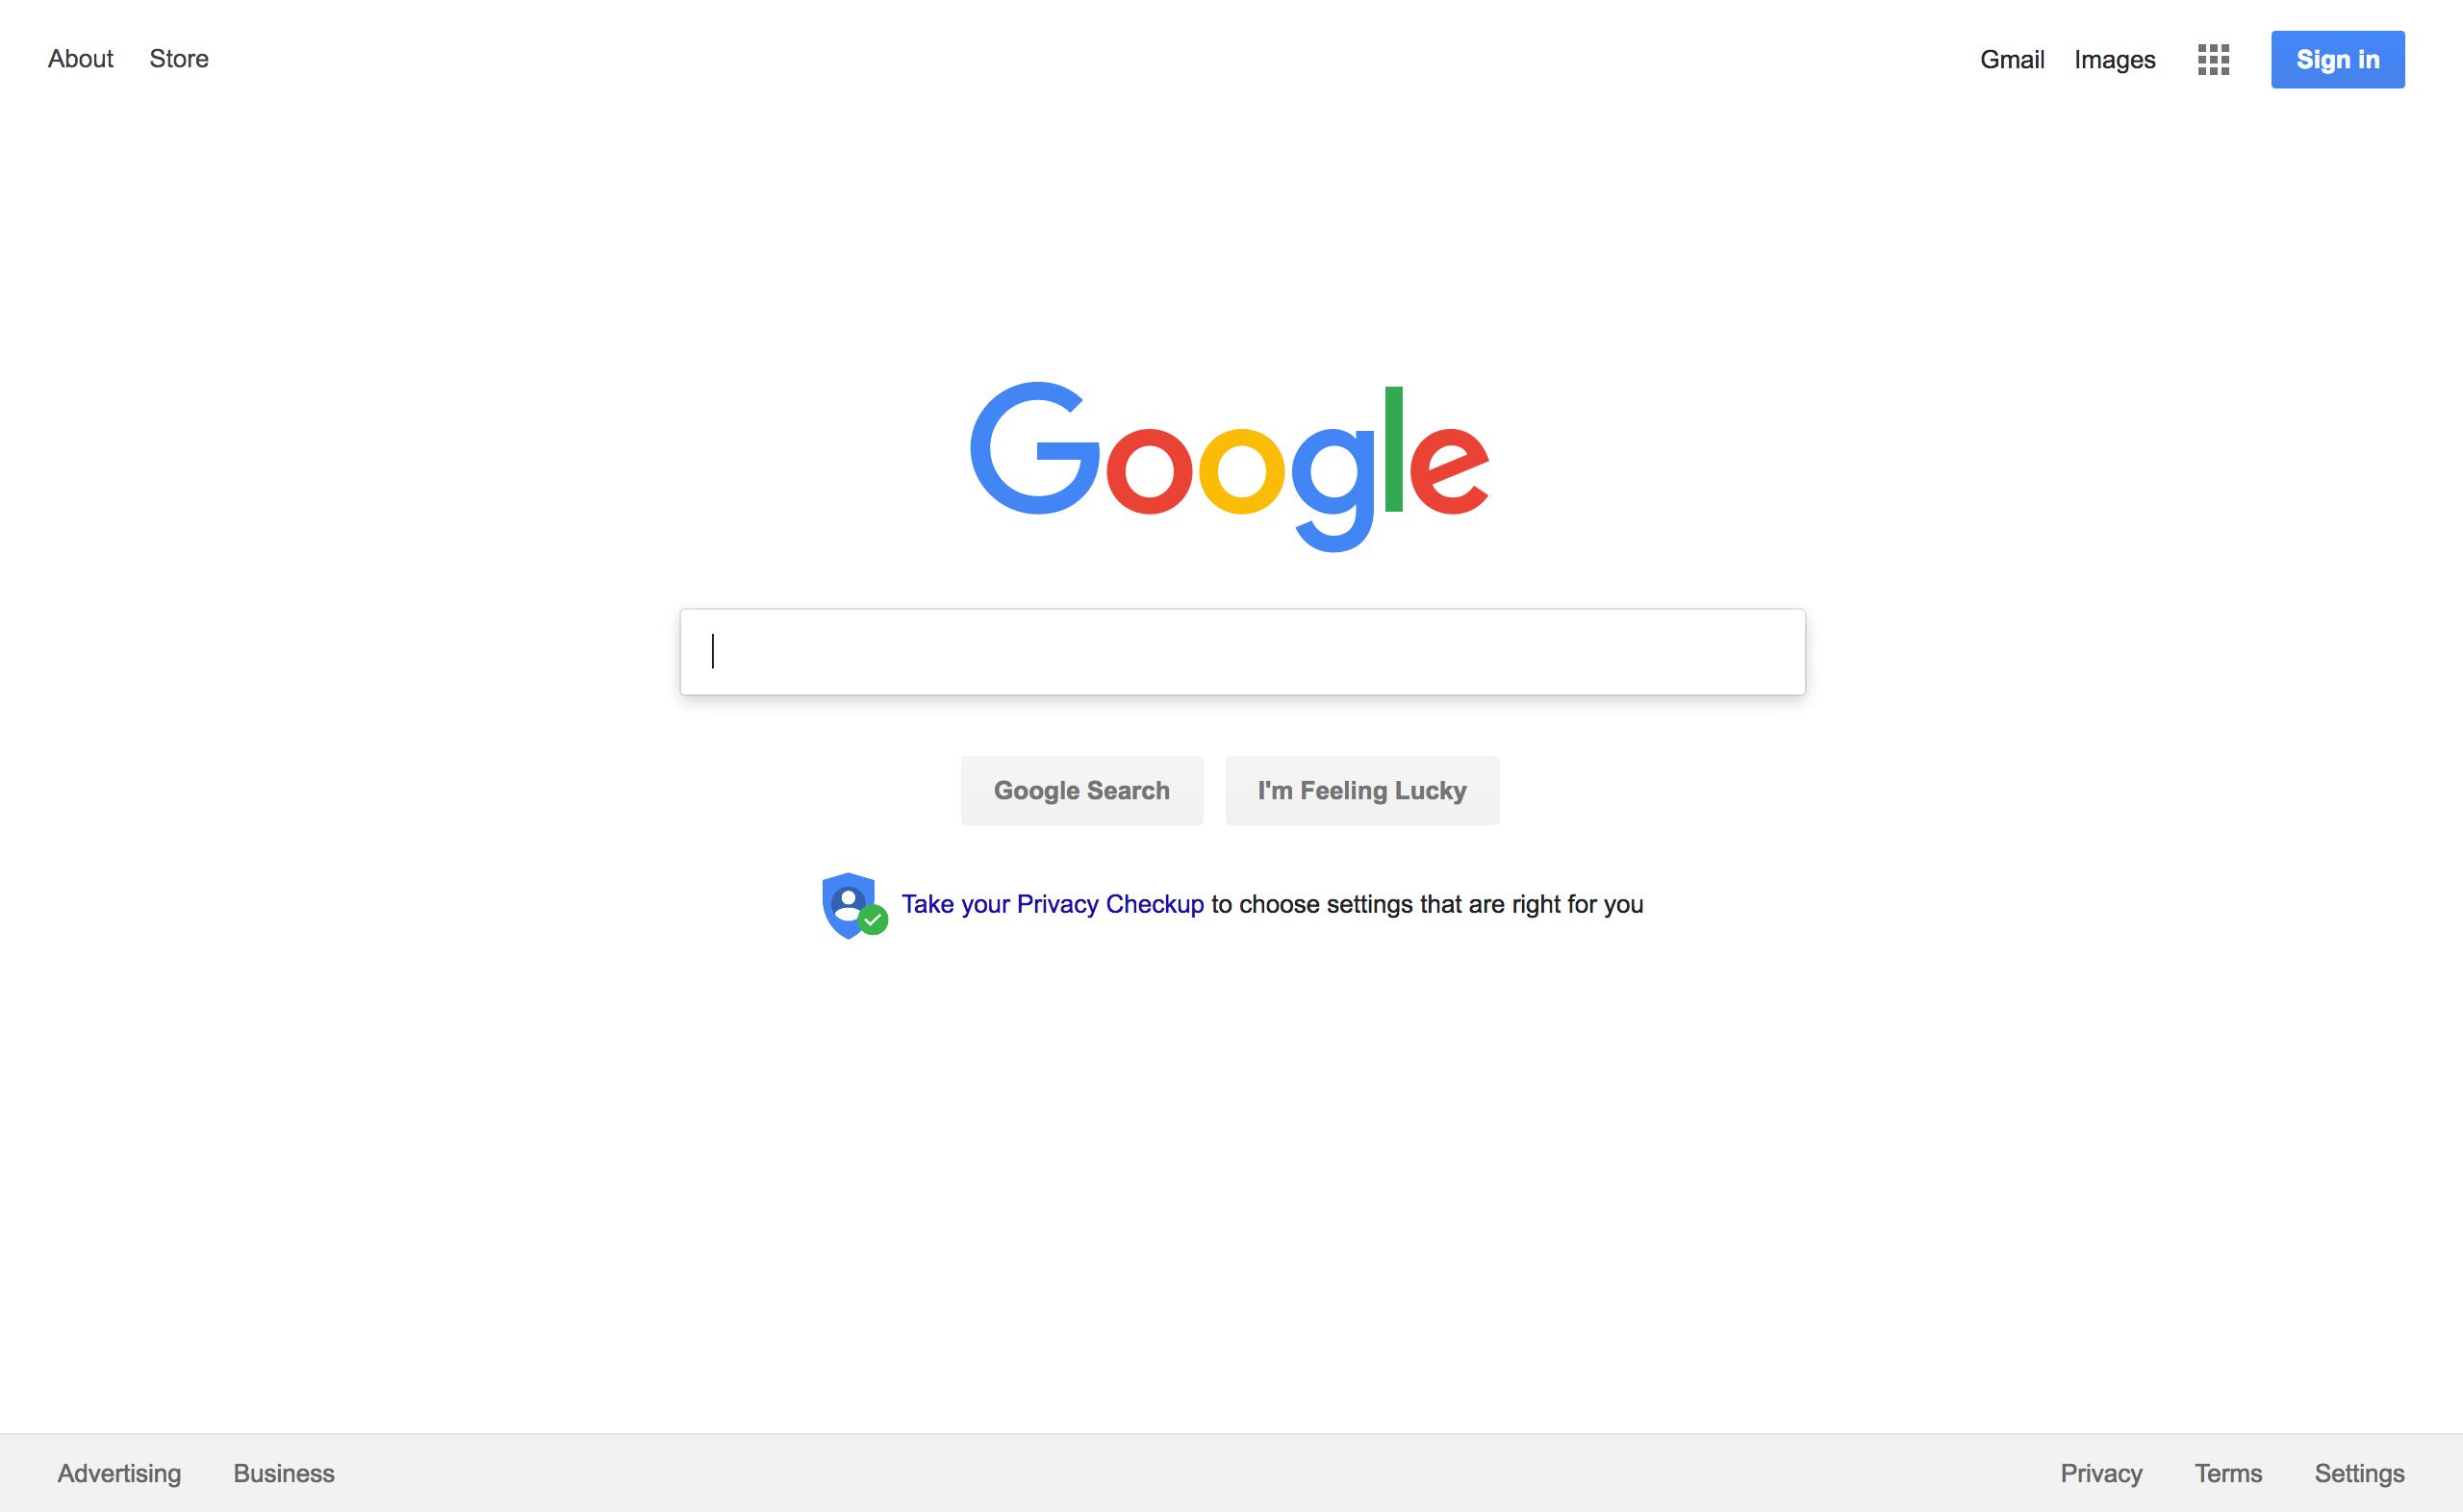 About Store Gmail Images Sign in
Google
Google Search I'm Feeling Lucky
Take your Privacy Checkup to choose settings that are right for you
Advertising Business Privacy Terms Settings